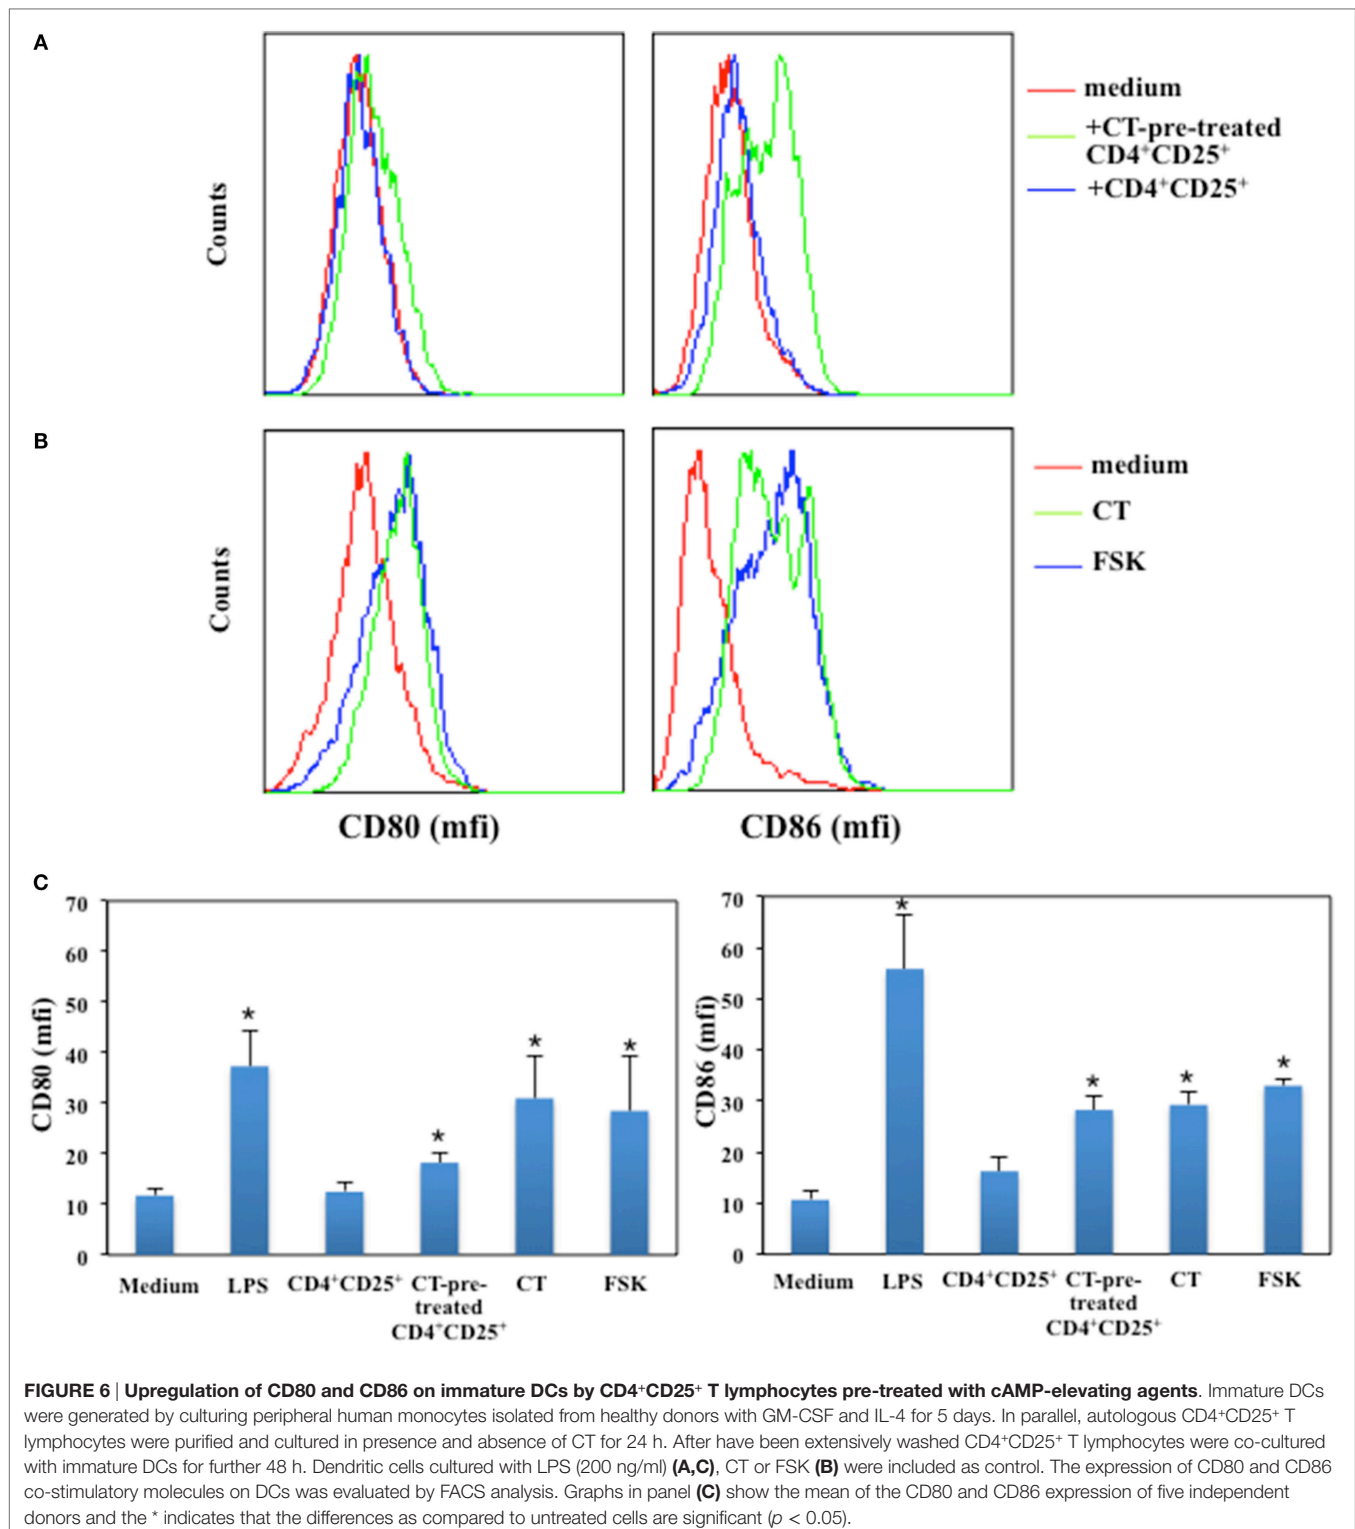 A
Counts
medium
+CT-pre-treated
CD4⁺CD25⁺
+CD4⁺CD25⁺
B
Counts
medium
CT
FSK
CD80 (mfi)
CD86 (mfi)
C
CD80 (mfi)
70
60
50
40
30
20
10
0
*
*
*
*
Medium
LPS
CD4⁺CD25⁺
CT-pre-
treated
CD4⁺CD25⁺
CT
FSK
CD86 (mfi)
70
60
50
40
30
20
10
0
*
*
*
*
Medium
LPS
CD4⁺CD25⁺
CT-pre-
treated
CD4⁺CD25⁺
CT
FSK
FIGURE 6 | Upregulation of CD80 and CD86 on immature DCs by CD4⁺CD25⁺ T lymphocytes pre-treated with cAMP-elevating agents. Immature DCs
were generated by culturing peripheral human monocytes isolated from healthy donors with GM-CSF and IL-4 for 5 days. In parallel, autologous CD4⁺CD25⁺ T
lymphocytes were purified and cultured in presence and absence of CT for 24 h. After have been extensively washed CD4⁺CD25⁺ T lymphocytes were co-cultured
with immature DCs for further 48 h. Dendritic cells cultured with LPS (200 ng/ml) (A,C), CT or FSK (B) were included as control. The expression of CD80 and CD86
co-stimulatory molecules on DCs was evaluated by FACS analysis. Graphs in panel (C) show the mean of the CD80 and CD86 expression of five independent
donors and the * indicates that the differences as compared to untreated cells are significant (p < 0.05).